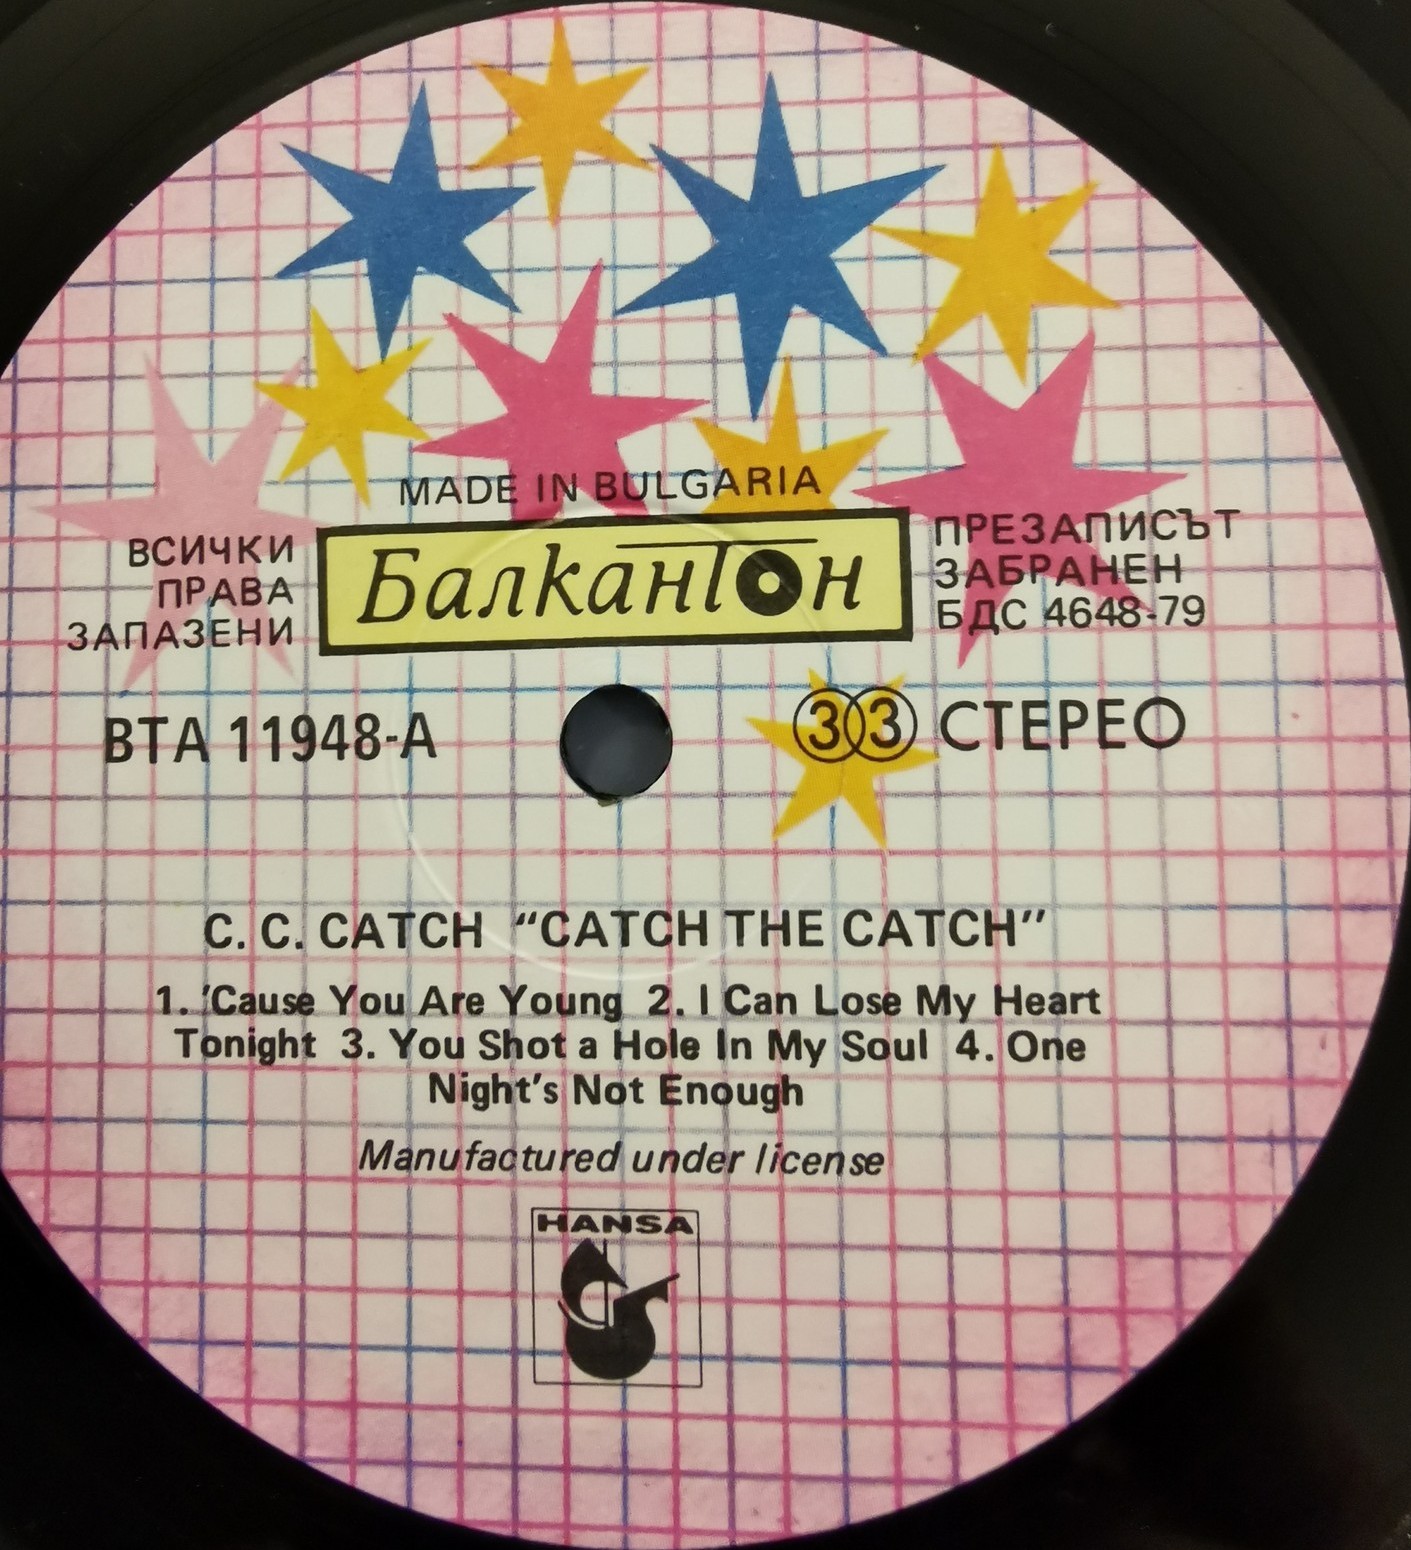 MADE IN BULGARIA
ВСИЧКИ
ПРАВА
ЗАПАЗЕНИ
Балкантон
ПРЕЗАПИСЪТ
ЗАБРАНЕН
БДС 4648-79
ВТА 11948-А
33 СТЕРЕО
C. C. CATCH “CATCH THE CATCH”
1. ’Cause You Are Young 2. I Can Lose My Heart
Tonight 3. You Shot a Hole In My Soul 4. One
Night's Not Enough
Manufactured under license
HANSA